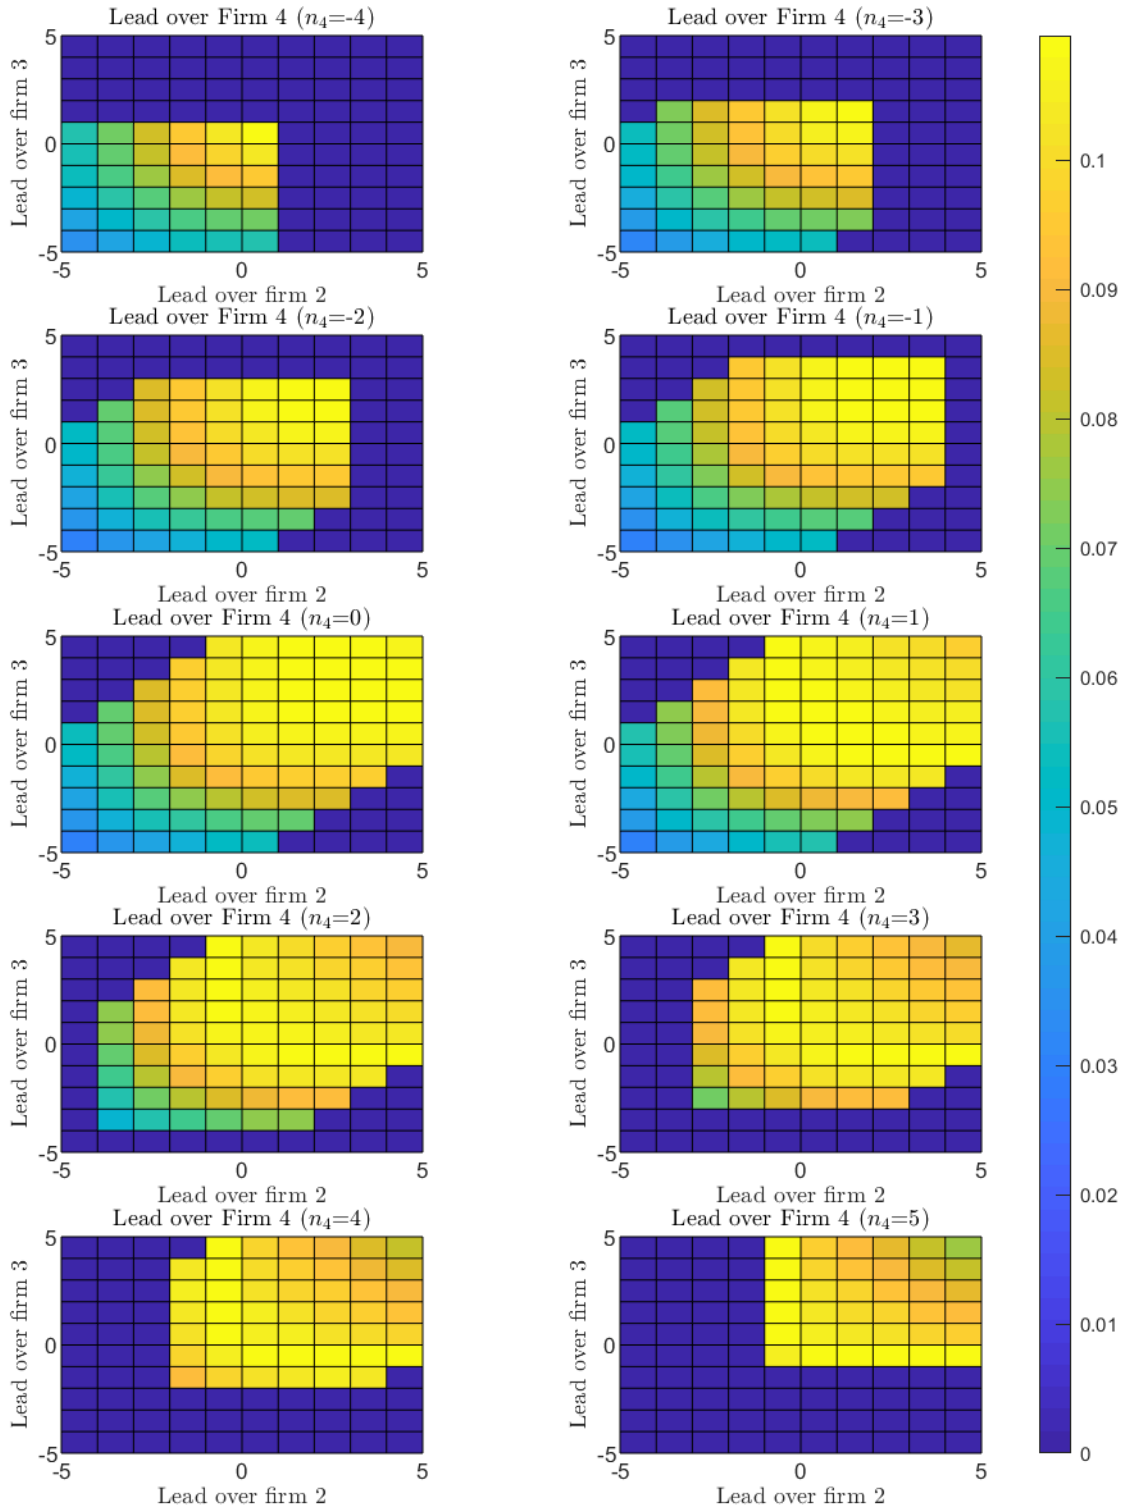 Lead over Firm 4 (n₄=-4)
5
0
-5
Lead over firm 3
-5 0 5
Lead over firm 2
Lead over Firm 4 (n₄=-3)
5
0
-5
Lead over firm 3
-5 0 5
Lead over firm 2
Lead over Firm 4 (n₄=-2)
5
0
-5
Lead over firm 3
-5 0 5
Lead over firm 2
Lead over Firm 4 (n₄=-1)
5
0
-5
Lead over firm 3
-5 0 5
Lead over firm 2
Lead over Firm 4 (n₄=0)
5
0
-5
Lead over firm 3
-5 0 5
Lead over firm 2
Lead over Firm 4 (n₄=1)
5
0
-5
Lead over firm 3
-5 0 5
Lead over firm 2
Lead over Firm 4 (n₄=2)
5
0
-5
Lead over firm 3
-5 0 5
Lead over firm 2
Lead over Firm 4 (n₄=3)
5
0
-5
Lead over firm 3
-5 0 5
Lead over firm 2
Lead over Firm 4 (n₄=4)
5
0
-5
Lead over firm 3
-5 0 5
Lead over firm 2
Lead over Firm 4 (n₄=5)
5
0
-5
Lead over firm 3
-5 0 5
Lead over firm 2
0.1
0.09
0.08
0.07
0.06
0.05
0.04
0.03
0.02
0.01
0